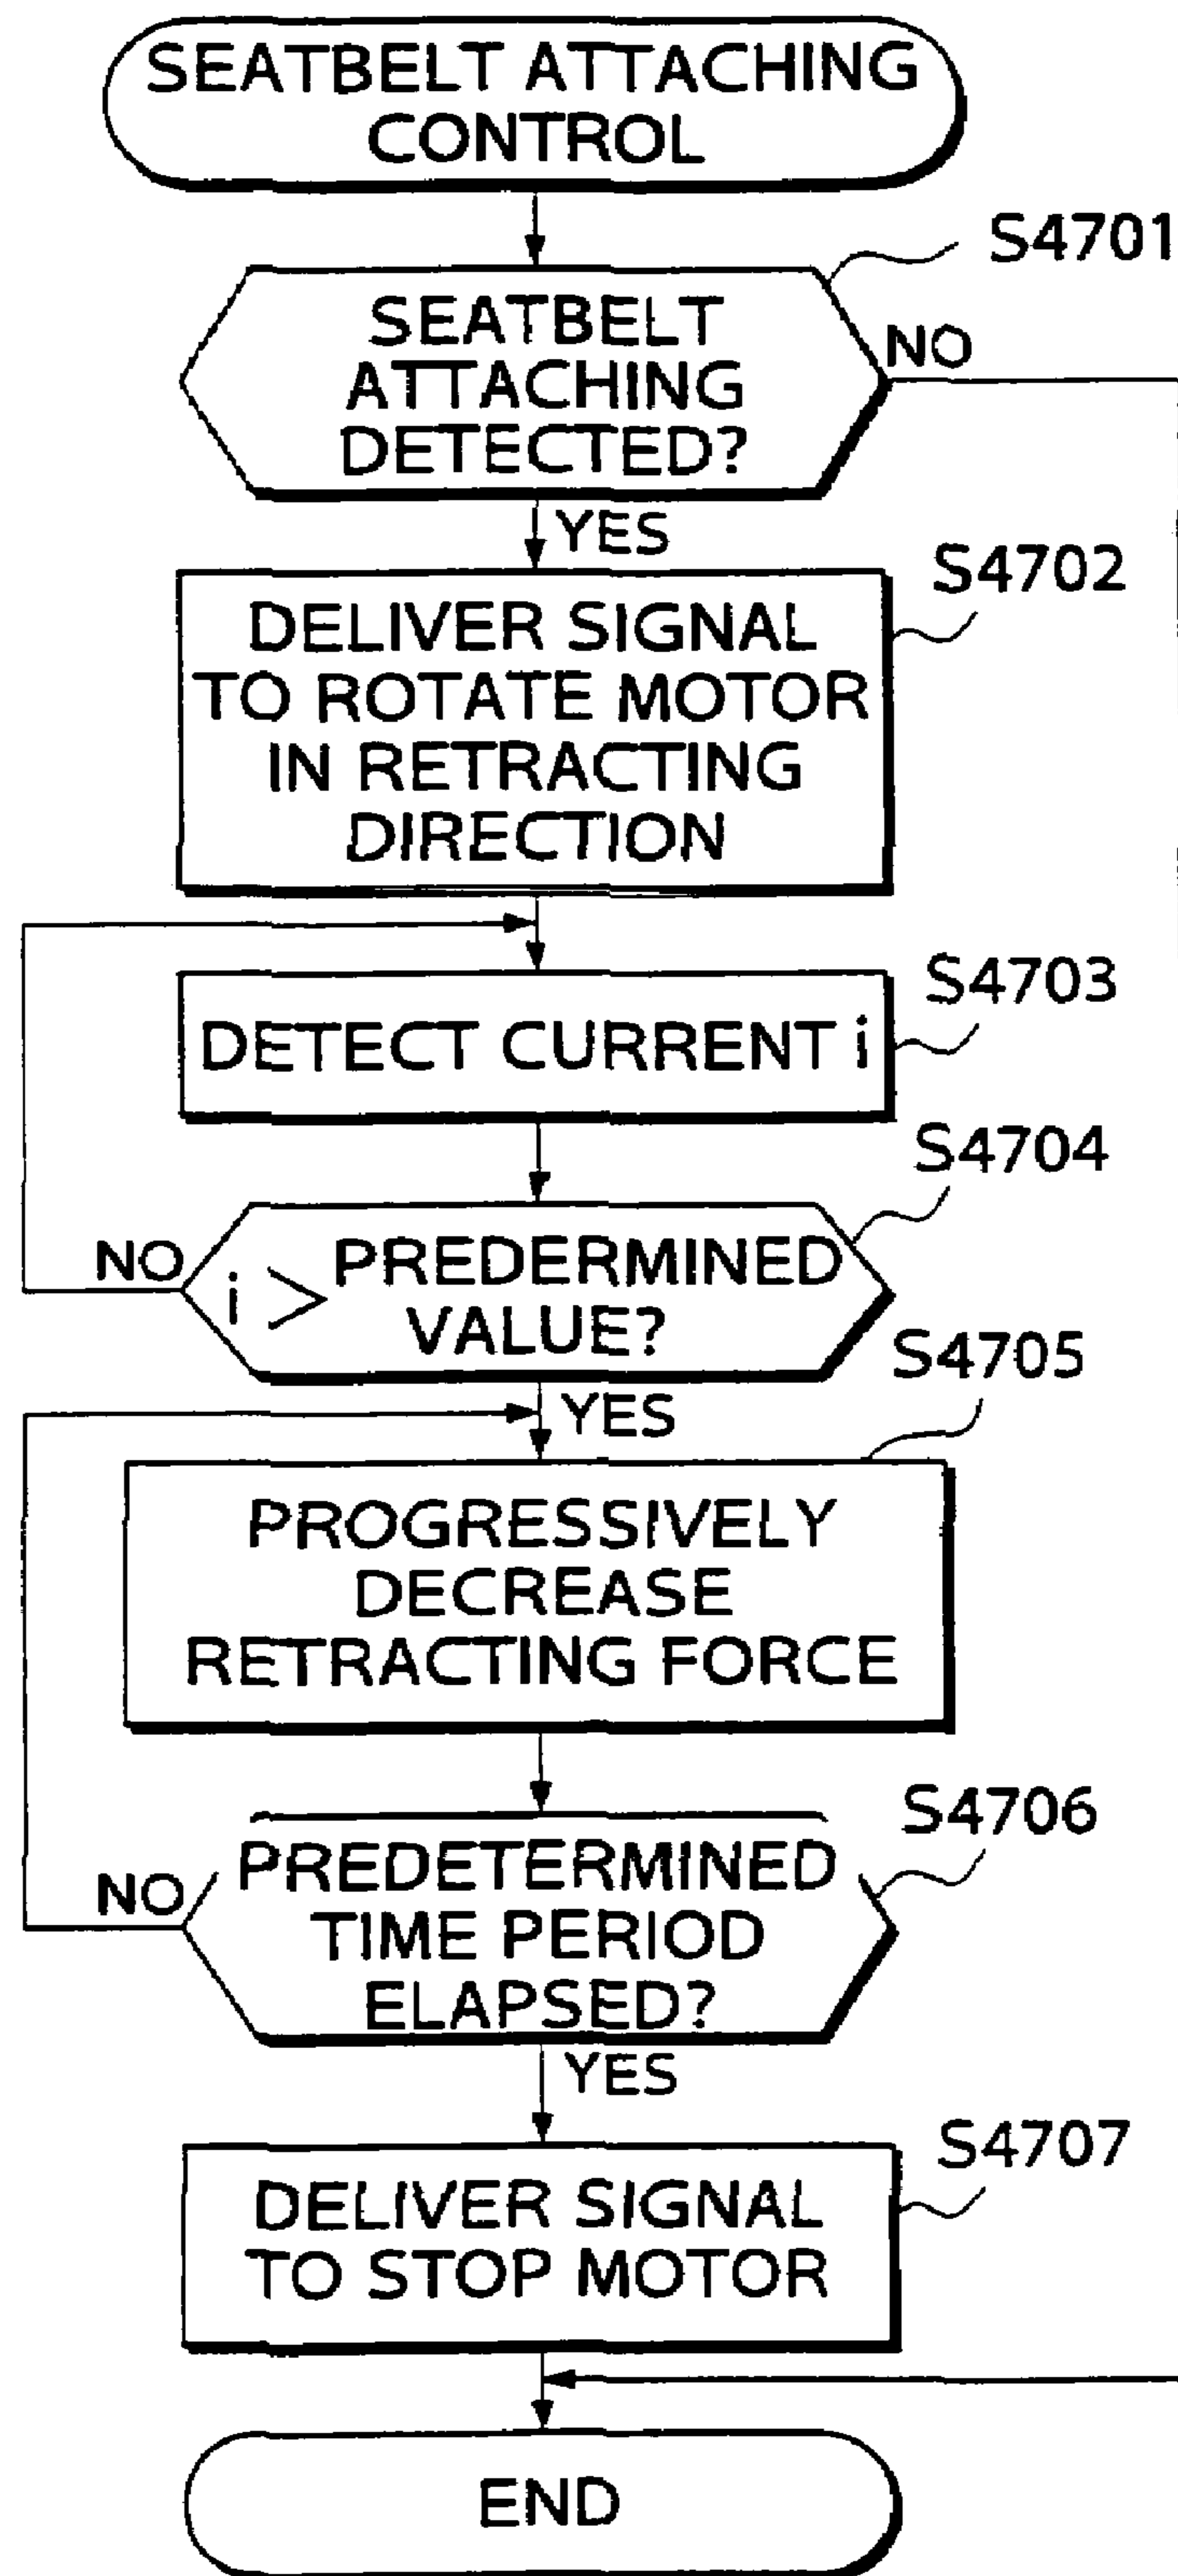 SEATBELT ATTACHING
CONTROL
S4701
SEATBELT
ATTACHING
DETECTED?
NO
YES
S4702
DELIVER SIGNAL
TO ROTATE MOTOR
IN RETRACTING
DIRECTION
S4703
DETECT CURRENT i
S4704
NO
i > PREDERMINED
VALUE?
YES
S4705
PROGRESSIVELY
DECREASE
RETRACTING FORCE
S4706
NO
PREDETERMINED
TIME PERIOD
ELAPSED?
YES
S4707
DELIVER SIGNAL
TO STOP MOTOR
END